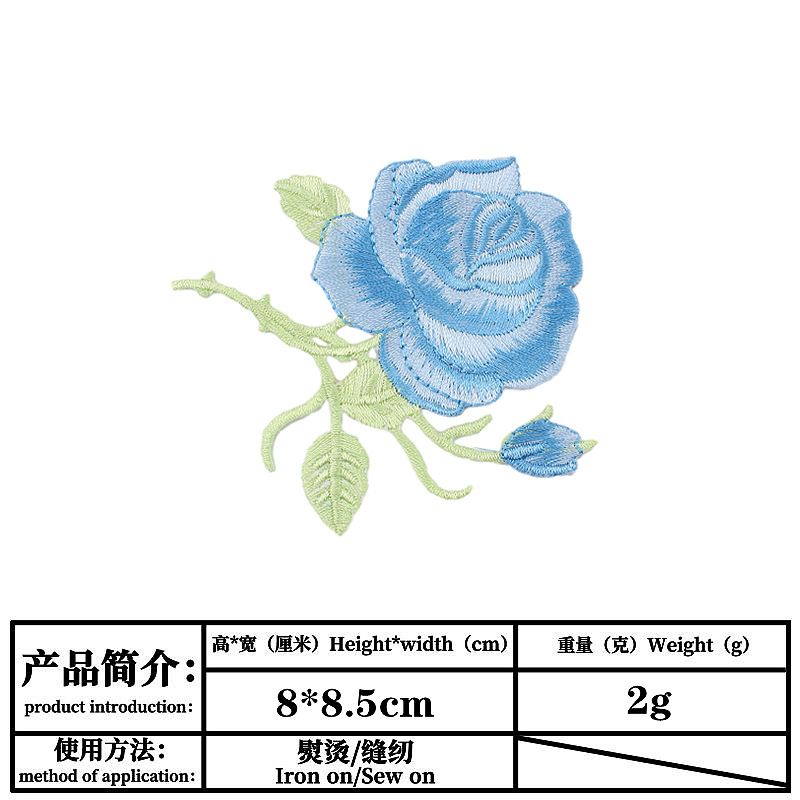 产品简介：
product introduction:
高*宽（厘米）Height*width（cm）
重量（克）Weight（g）
8*8.5cm
2g
使用方法：
method of application:
熨烫/缝纫
Iron on/Sew on